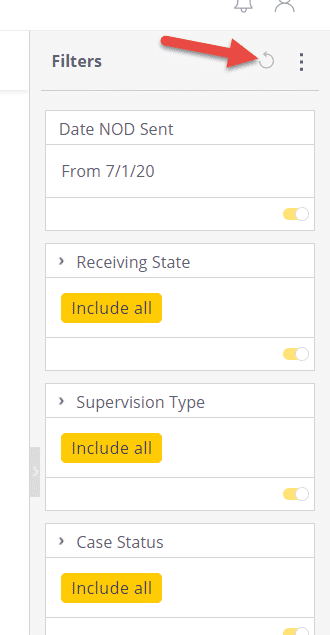 Filters
Date NOD Sent
From 7/1/20
Receiving State
Include all
Supervision Type
Include all
Case Status
Include all